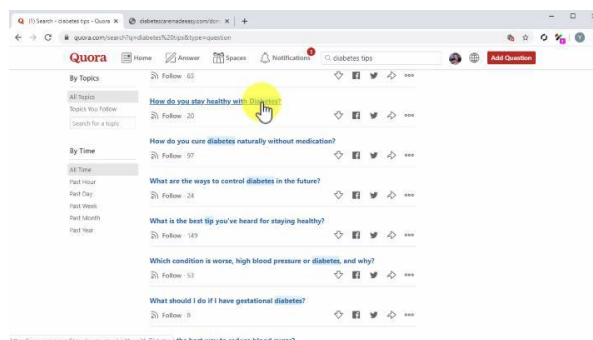 (1) Search - diabetes tips - Quora
diabetescaremadeeasy.com/don
quora.com/search?q=diabetes%20tips&type=question
Quora Home Answer Spaces Notifications diabetes tips Add Question
By Topics
Follow · 65
All Topics
Topics You Follow
Search for a topic
How do you stay healthy with Diabetes?
Follow · 20
By Time
All Time
Past Hour
Past Day
Past Week
Past Month
Past Year
How do you cure diabetes naturally without medication?
Follow · 97
What are the ways to control diabetes in the future?
Follow · 24
What is the best tip you've heard for staying healthy?
Follow · 149
Which condition is worse, high blood pressure or diabetes, and why?
Follow · 53
What should I do if I have gestational diabetes?
Follow · 8
the best way to reduce blood